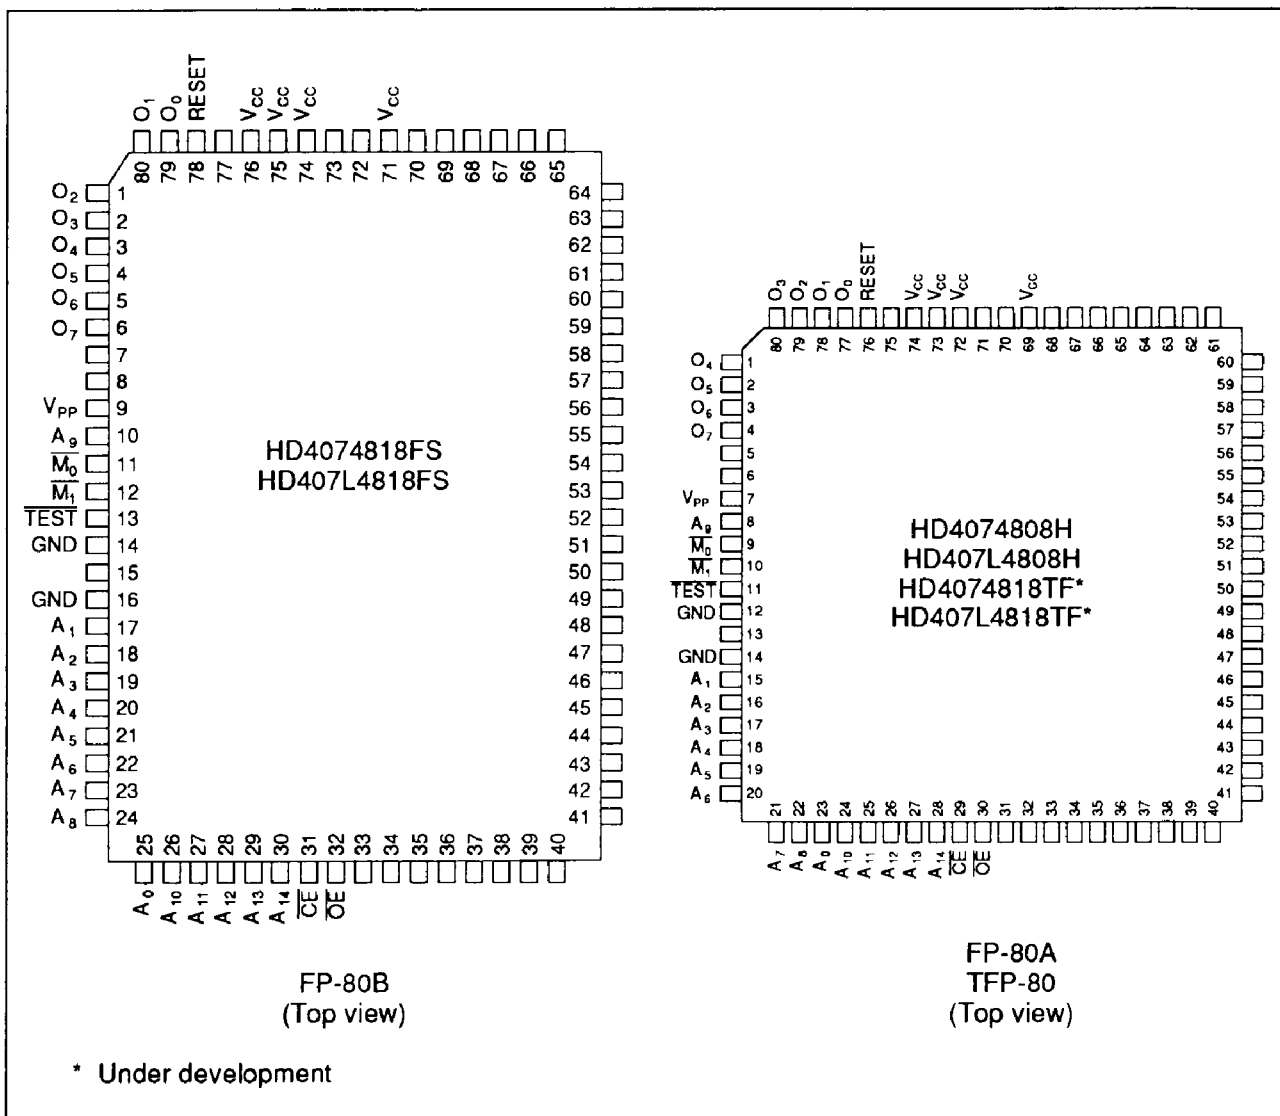 O1 O0 RESET VCC VCC VCC VCC
80 79 78 77 76 75 74 73 72 71 70 69 68 67 66 65
O2 1 64
O3 2 63
O4 3 62
O5 4 61
O6 5 60
O7 6 59
7 58
8 57
VPP 9 56
A9 10 55
M0 11 54
M1 12 53
TEST 13 52
GND 14 51
15 50
GND 16 49
A1 17 48
A2 18 47
A3 19 46
A4 20 45
A5 21 44
A6 22 43
A7 23 42
A8 24 41
HD4074818FS
HD407L4818FS
25 26 27 28 29 30 31 32 33 34 35 36 37 38 39 40
A0 A10 A11 A12 A13 A14 CE OE
FP-80B
(Top view)
O3 O2 O1 O0 RESET VCC VCC VCC VCC
80 79 78 77 76 75 74 73 72 71 70 69 68 67 66 65 64 63 62 61
O4 1 60
O5 2 59
O6 3 58
O7 4 57
5 56
6 55
VPP 7 54
A9 8 53
M0 9 52
M1 10 51
TEST 11 50
GND 12 49
13 48
GND 14 47
A1 15 46
A2 16 45
A3 17 44
A4 18 43
A5 19 42
A6 20 41
HD4074808H
HD407L4808H
HD4074818TF*
HD407L4818TF*
21 22 23 24 25 26 27 28 29 30 31 32 33 34 35 36 37 38 39 40
A7 A8 A0 A10 A11 A12 A13 A14 CE OE
FP-80A
TFP-80
(Top view)
* Under development